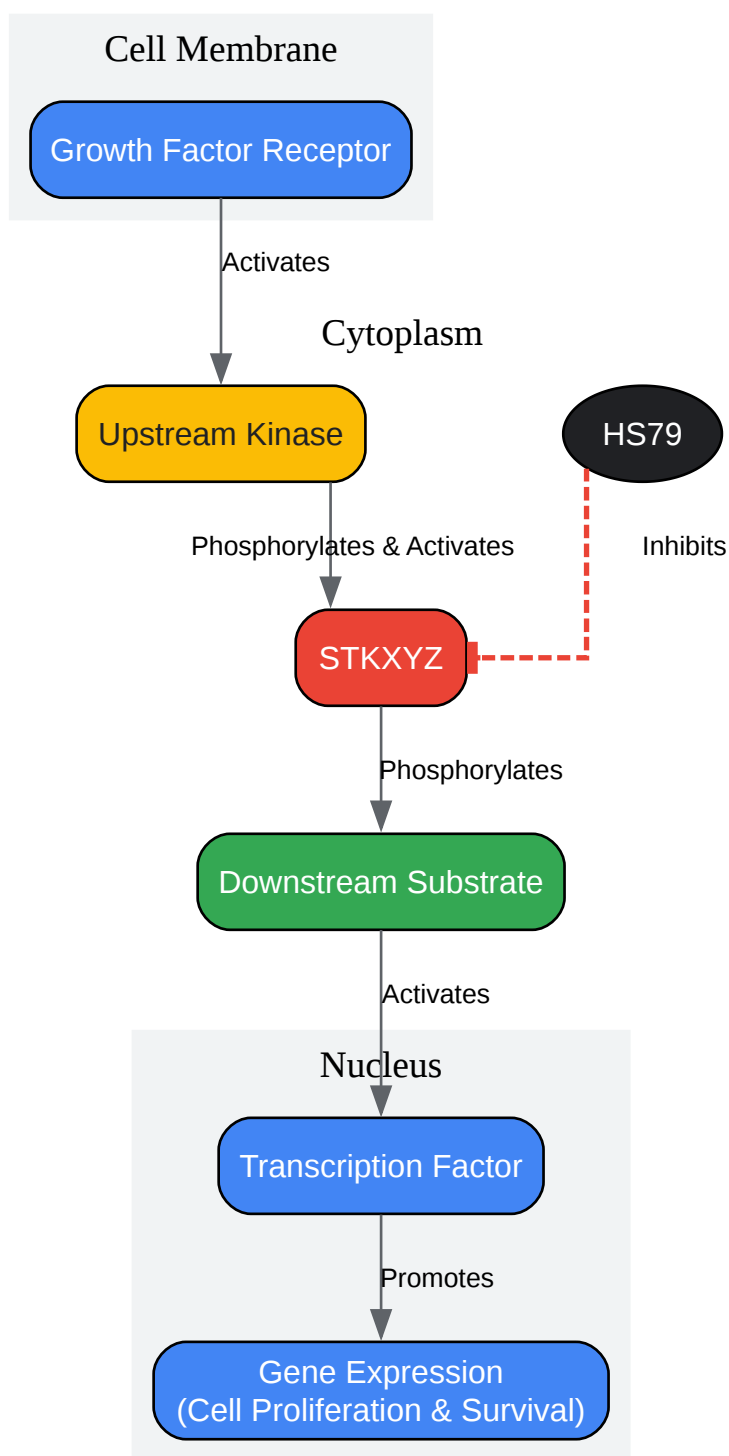 Cell Membrane
Growth Factor Receptor
Activates
Cytoplasm
Upstream Kinase
HS79
Phosphorylates & Activates
Inhibits
STKXYZ
Phosphorylates
Downstream Substrate
Activates
Nucleus
Transcription Factor
Promotes
Gene Expression
(Cell Proliferation & Survival)